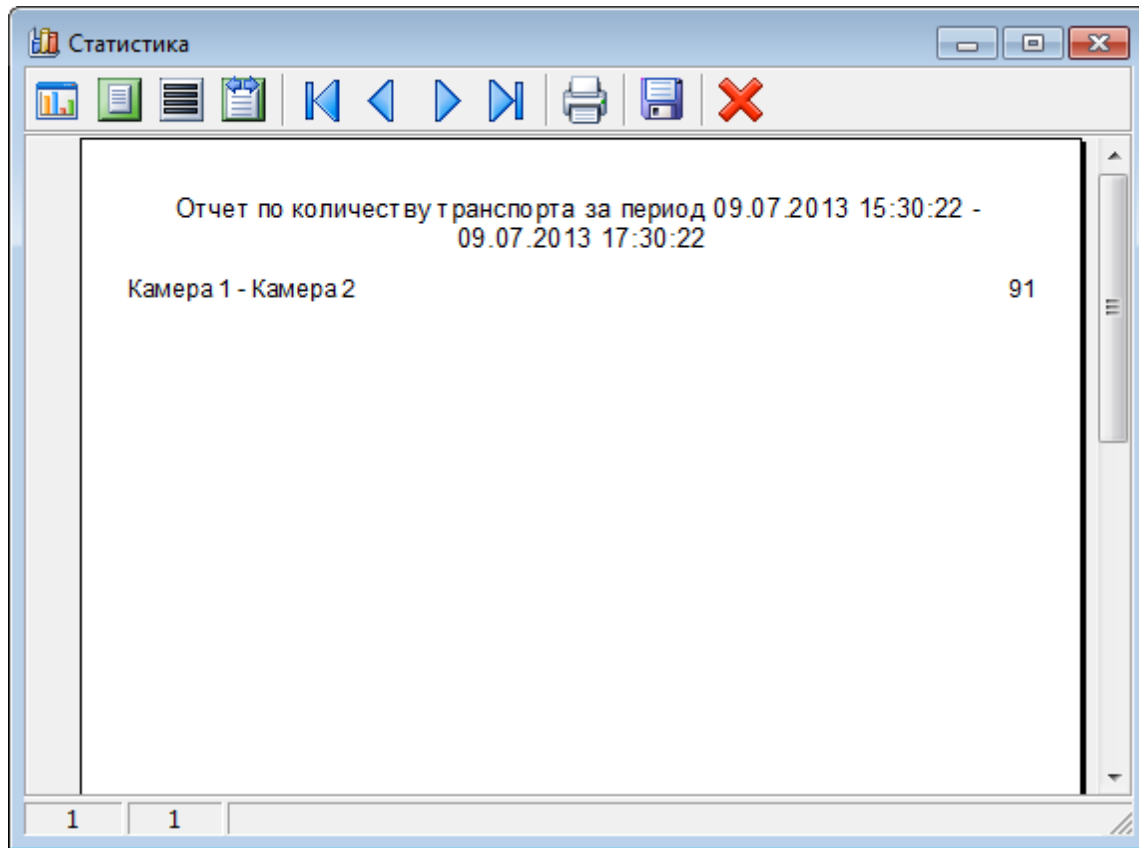 Статистика
Отчет по количеству транспорта за период 09.07.2013 15:30:22 -
09.07.2013 17:30:22
Камера 1 - Камера 2 91
1 1